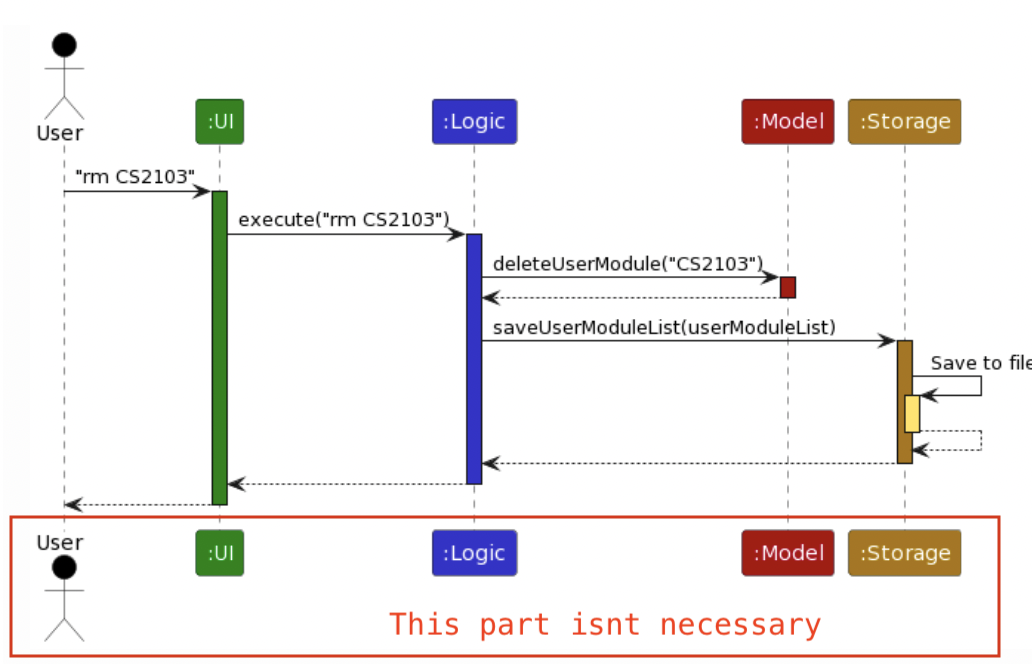 User
:UI
:Logic
:Model
:Storage
"rm CS2103"
execute("rm CS2103")
deleteUserModule("CS2103")
saveUserModuleList(userModuleList)
Save to file
User
:UI
:Logic
:Model
:Storage
This part isnt necessary